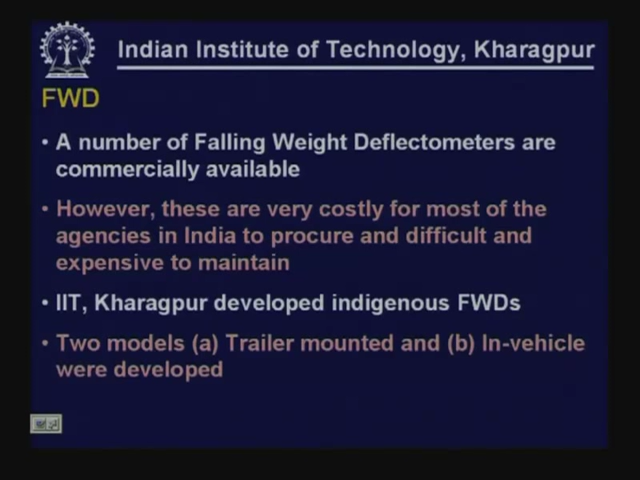 Indian Institute of Technology, Kharagpur
FWD
• A number of Falling Weight Deflectometers are
commercially available
• However, these are very costly for most of the
agencies in India to procure and difficult and
expensive to maintain
• IIT, Kharagpur developed indigenous FWDs
• Two models (a) Trailer mounted and (b) In-vehicle
were developed